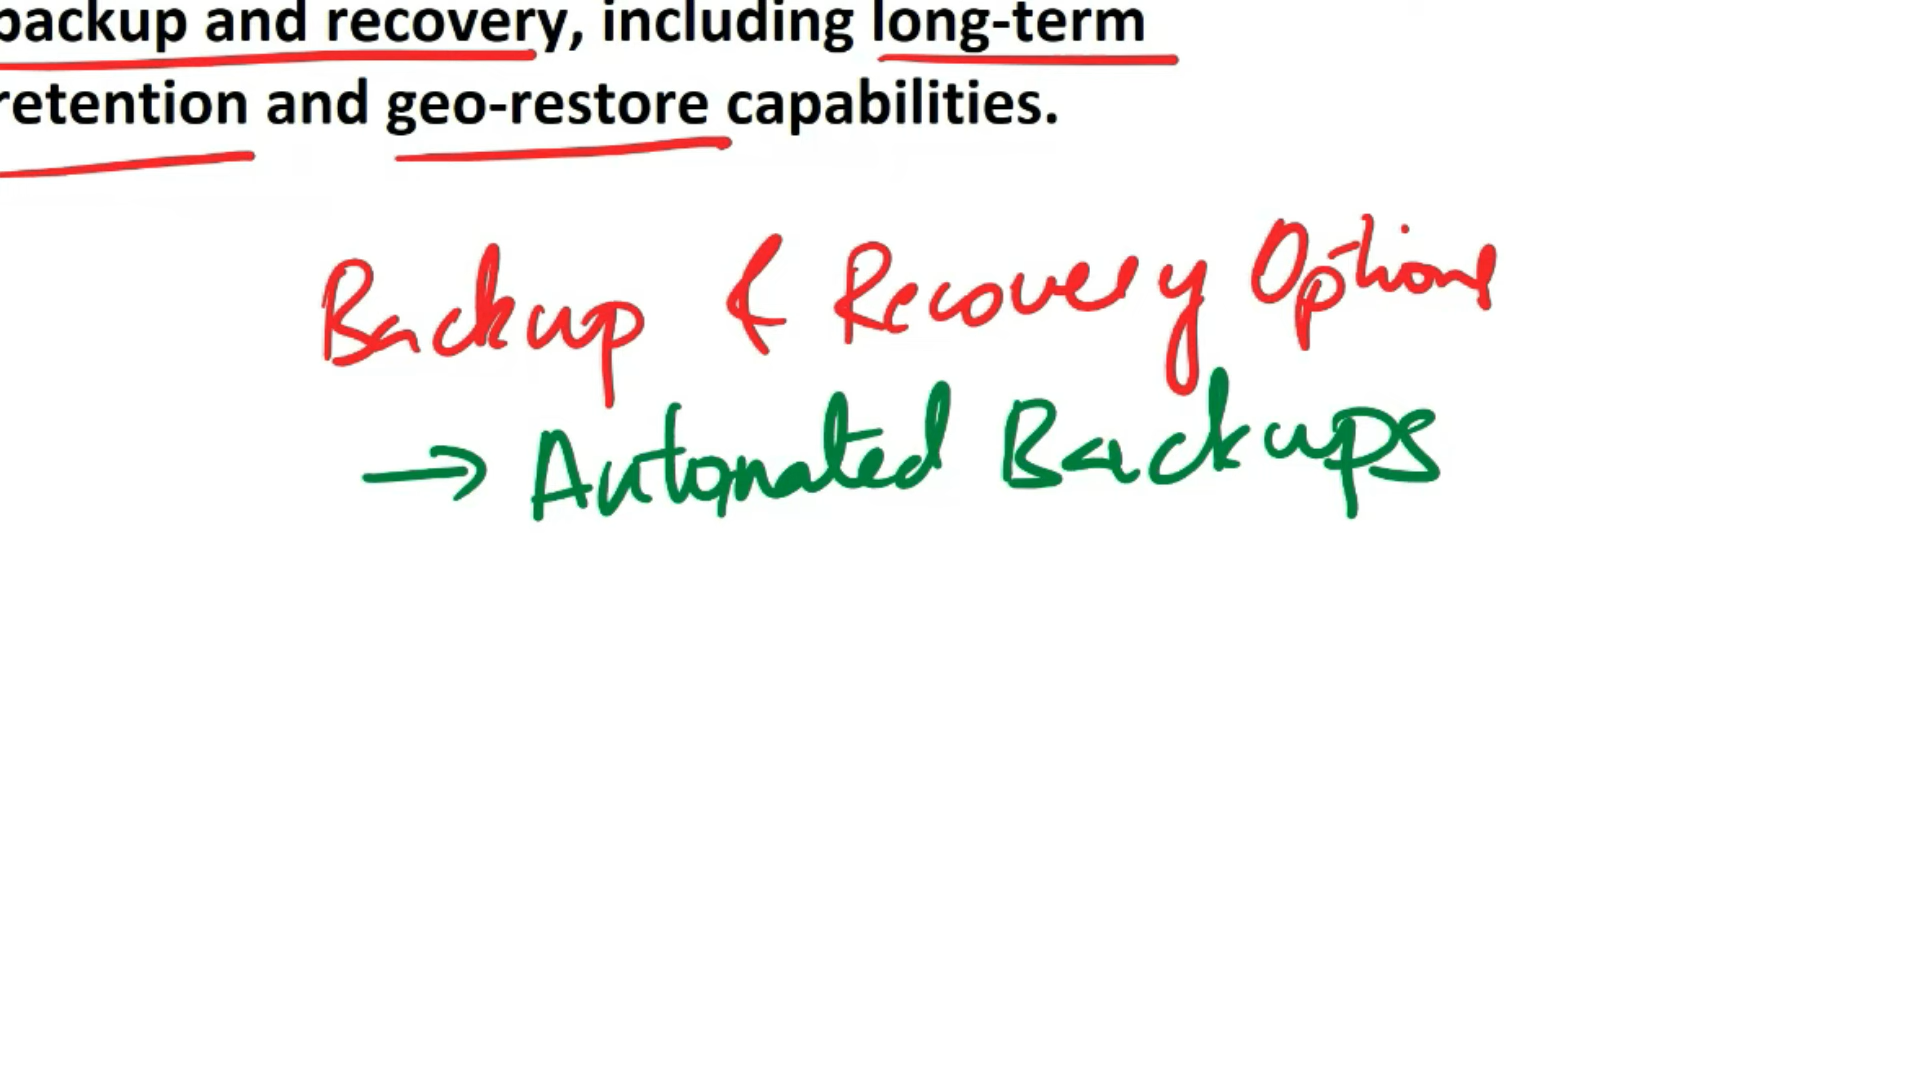 backup and recovery, including long-term
retention and geo-restore capabilities.
Backup & Recovery Options
→ Automated Backups